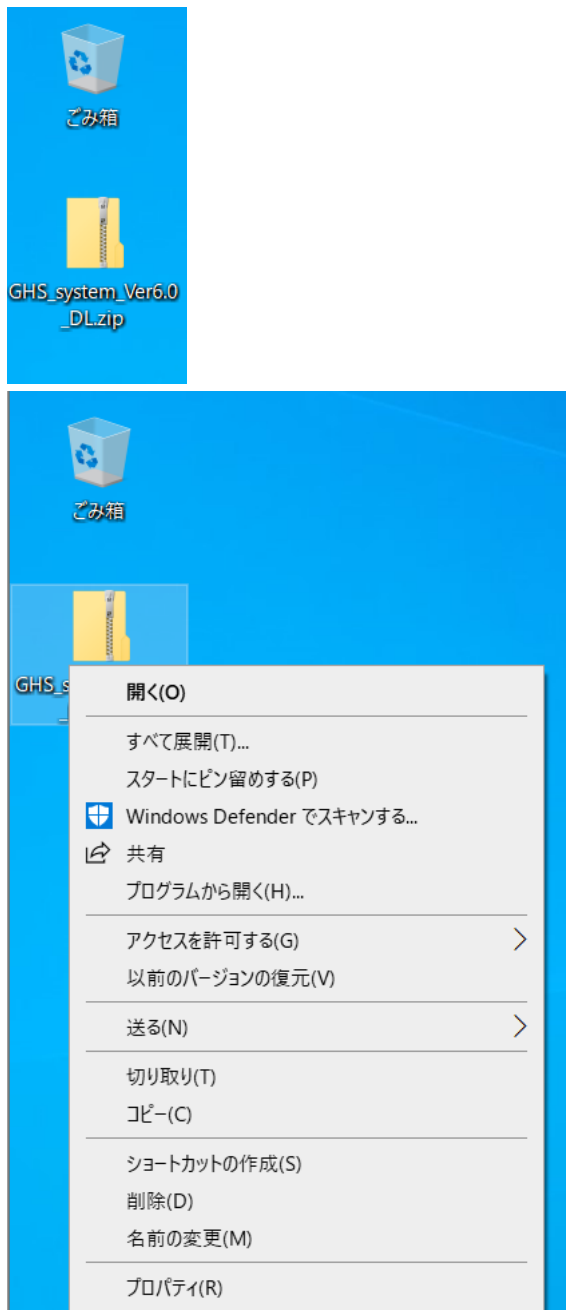 ごみ箱
GHS_system_Ver6.0
_DL.zip
ごみ箱
GHS_s
_
開く(O)
すべて展開(T)...
スタートにピン留めする(P)
Windows Defender でスキャンする...
共有
プログラムから開く(H)...
アクセスを許可する(G)
以前のバージョンの復元(V)
送る(N)
切り取り(T)
コピー(C)
ショートカットの作成(S)
削除(D)
名前の変更(M)
プロパティ(R)